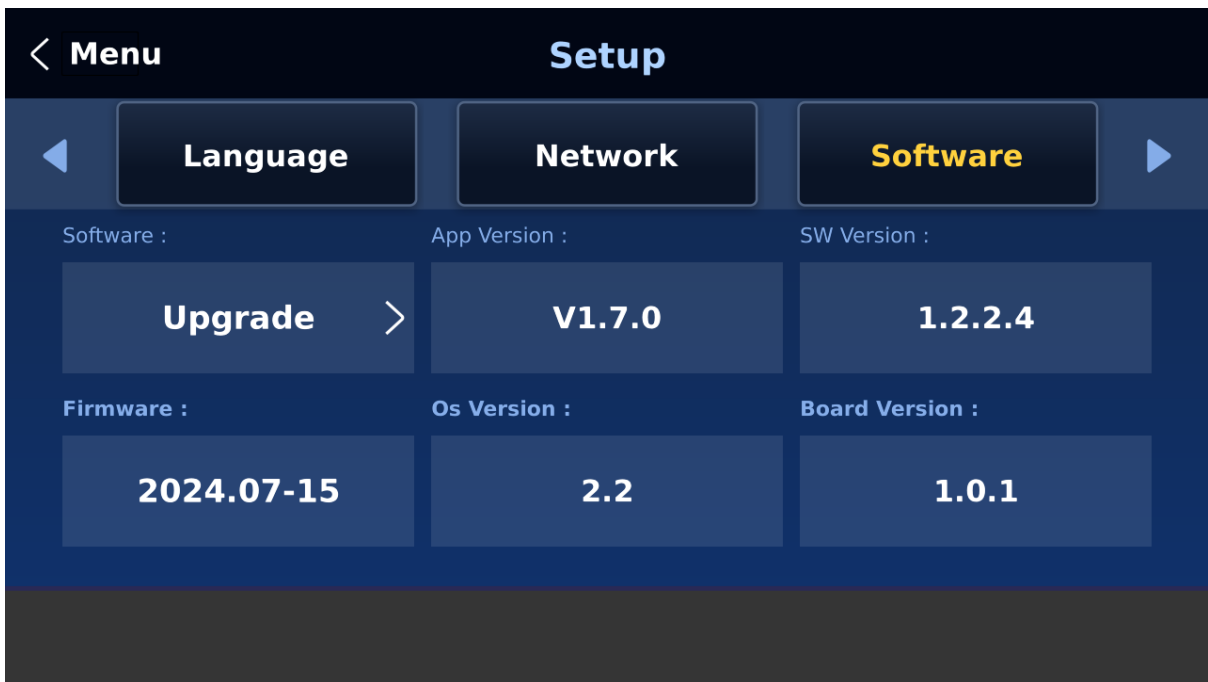 Menu
Setup
Language
Network
Software
Software :
App Version :
SW Version :
Upgrade
V1.7.0
1.2.2.4
Firmware :
Os Version :
Board Version :
2024.07-15
2.2
1.0.1